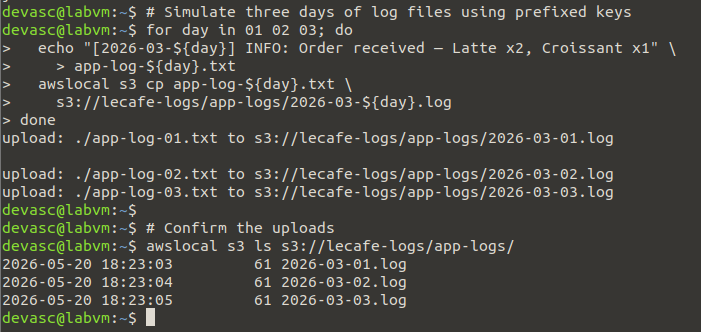 devasc@labvm:~$ # Simulate three days of log files using prefixed keys
devasc@labvm:~$ for day in 01 02 03; do
>   echo "[2026-03-${day}] INFO: Order received — Latte x2, Croissant x1" \
>     > app-log-${day}.txt
>   awslocal s3 cp app-log-${day}.txt \
>     s3://lecafe-logs/app-logs/2026-03-${day}.log
> done
upload: ./app-log-01.txt to s3://lecafe-logs/app-logs/2026-03-01.log

upload: ./app-log-02.txt to s3://lecafe-logs/app-logs/2026-03-02.log
upload: ./app-log-03.txt to s3://lecafe-logs/app-logs/2026-03-03.log
devasc@labvm:~$
devasc@labvm:~$ # Confirm the uploads
devasc@labvm:~$ awslocal s3 ls s3://lecafe-logs/app-logs/
2026-05-20 18:23:03         61 2026-03-01.log
2026-05-20 18:23:04         61 2026-03-02.log
2026-05-20 18:23:05         61 2026-03-03.log
devasc@labvm:~$